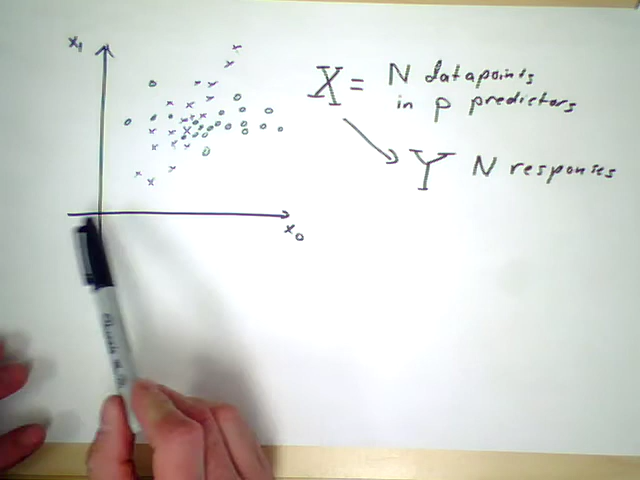 x₁
X = N datapoints
in p predictors
Y N responses
x₀